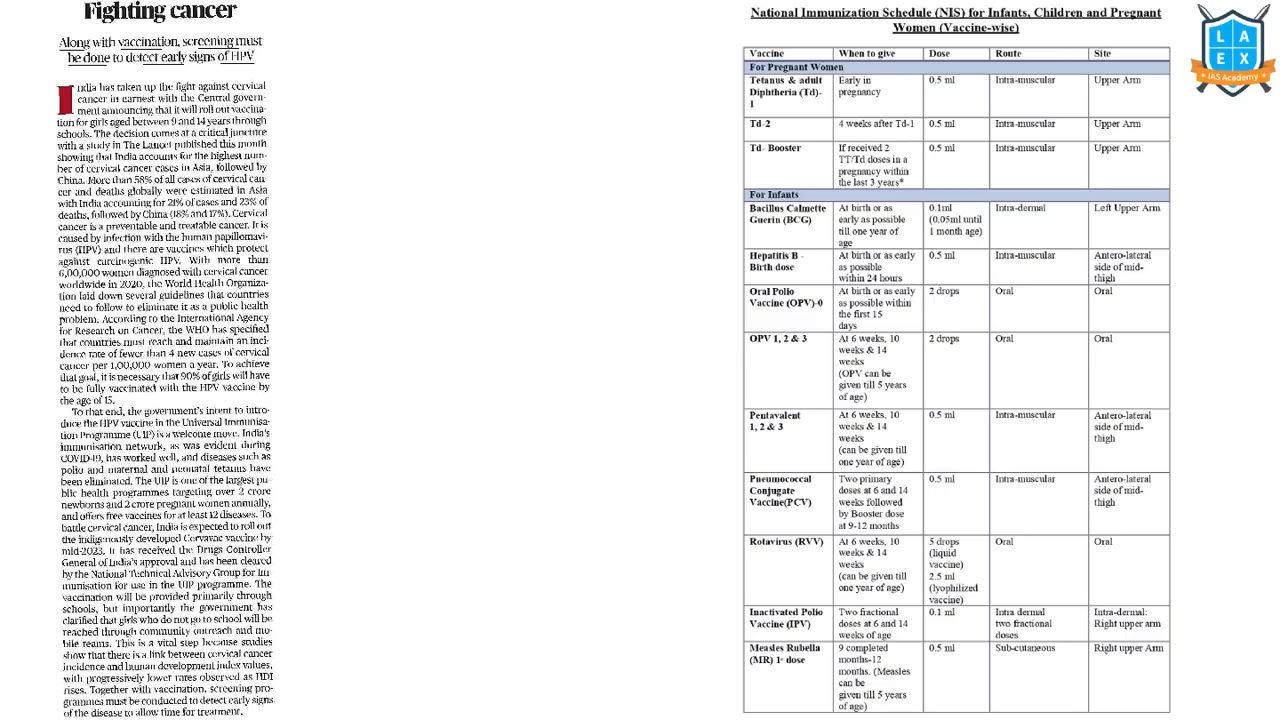 Fighting cancer
Along with vaccination, screening must
be done to detect early signs of HPV
India has taken up the fight against cervical
cancer in earnest with the Central govern-
ment announcing that it will roll out vaccina-
tion for girls aged between 9 and 14 years through
schools. The decision comes at a critical juncture
with a study in The Lancet published this month
showing that India accounts for the highest num-
ber of cervical cancer cases in Asia, followed by
China. More than 58% of all cases of cervical can-
cer and deaths globally were estimated in Asia
with India accounting for 21% of cases and 23% of
deaths, followed by China (18% and 17%). Cervical
cancer is a preventable and treatable cancer. It is
caused by infection with the human papillomavi-
rus (HPV) and there are vaccines which protect
against carcinogenic HPV. With more than
6,00,000 women diagnosed with cervical cancer
worldwide in 2020, the World Health Organiza-
tion laid down several guidelines that countries
need to follow to eliminate it as a public health
problem. According to the International Agency
for Research on Cancer, the WHO has specified
that countries must reach and maintain an inci-
dence rate of fewer than 4 new cases of cervical
cancer per 1,00,000 women a year. To achieve
that goal, it is necessary that 90% of girls will have
to be fully vaccinated with the HPV vaccine by
the age of 15.
To that end, the government's intent to intro-
duce the HPV vaccine in the Universal Immunisa-
tion Programme (UIP) is a welcome move. India's
immunisation network, as was evident during
COVID-19, has worked well, and diseases such as
polio and maternal and neonatal tetanus have
been eliminated. The UIP is one of the largest pu-
blic health programmes targeting over 2 crore
newborns and 2 crore pregnant women annually,
and offers free vaccines for at least 12 diseases. To
battle cervical cancer, India is expected to roll out
the indigenously developed Cervavac vaccine by
mid-2023. It has received the Drugs Controller
General of India's approval and has been cleared
by the National Technical Advisory Group for Im-
munisation for use in the UIP programme. The
vaccination will be provided primarily through
schools, but importantly the government has
clarified that girls who do not go to school will be
reached through community outreach and mo-
bile teams. This is a vital step because studies
show that there is a link between cervical cancer
incidence and human development index values,
with progressively lower rates observed as HDI
rises. Together with vaccination, screening pro-
grammes must be conducted to detect early signs
of the disease to allow time for treatment.
National Immunization Schedule (NIS) for Infants, Children and Pregnant
Women (Vaccine-wise)
Vaccine When to give Dose Route Site
For Pregnant Women
Tetanus & adult Early in 0.5 ml Intra-muscular Upper Arm
Diphtheria (Td)- pregnancy
1
Td-2 4 weeks after Td-1 0.5 ml Intra-muscular Upper Arm
Td- Booster If received 2 0.5 ml Intra-muscular Upper Arm
TT/Td doses in a
pregnancy within
the last 3 years*
For Infants
Bacillus Calmette At birth or as 0.1ml Intra-dermal Left Upper Arm
Guerin (BCG) early as possible (0.05ml until
till one year of 1 month age)
age
Hepatitis B - At birth or as early 0.5 ml Intra-muscular Antero-lateral
Birth dose as possible side of mid-
within 24 hours thigh
Oral Polio At birth or as early 2 drops Oral Oral
Vaccine (OPV)-0 as possible within
the first 15
days
OPV 1, 2 & 3 At 6 weeks, 10 2 drops Oral Oral
weeks & 14
weeks
(OPV can be
given till 5 years
of age)
Pentavalent At 6 weeks, 10 0.5 ml Intra-muscular Antero-lateral
1, 2 & 3 weeks & 14 side of mid-
weeks thigh
(can be given till
one year of age)
Pneumococcal Two primary 0.5 ml Intra-muscular Antero-lateral
Conjugate doses at 6 and 14 side of mid-
Vaccine(PCV) weeks followed thigh
by Booster dose
at 9-12 months
Rotavirus (RVV) At 6 weeks, 10 5 drops Oral Oral
weeks & 14 (liquid
weeks vaccine)
(can be given till 2.5 ml
one year of age) (lyophilized
vaccine)
Inactivated Polio Two fractional 0.1 ml Intra dermal Intra-dermal:
Vaccine (IPV) doses at 6 and 14 two fractional Right upper arm
weeks of age doses
Measles Rubella 9 completed 0.5 ml Sub-cutaneous Right upper Arm
(MR) 1st dose months-12
months. (Measles
can be
given till 5 years
of age)
L A
E X
IAS Academy